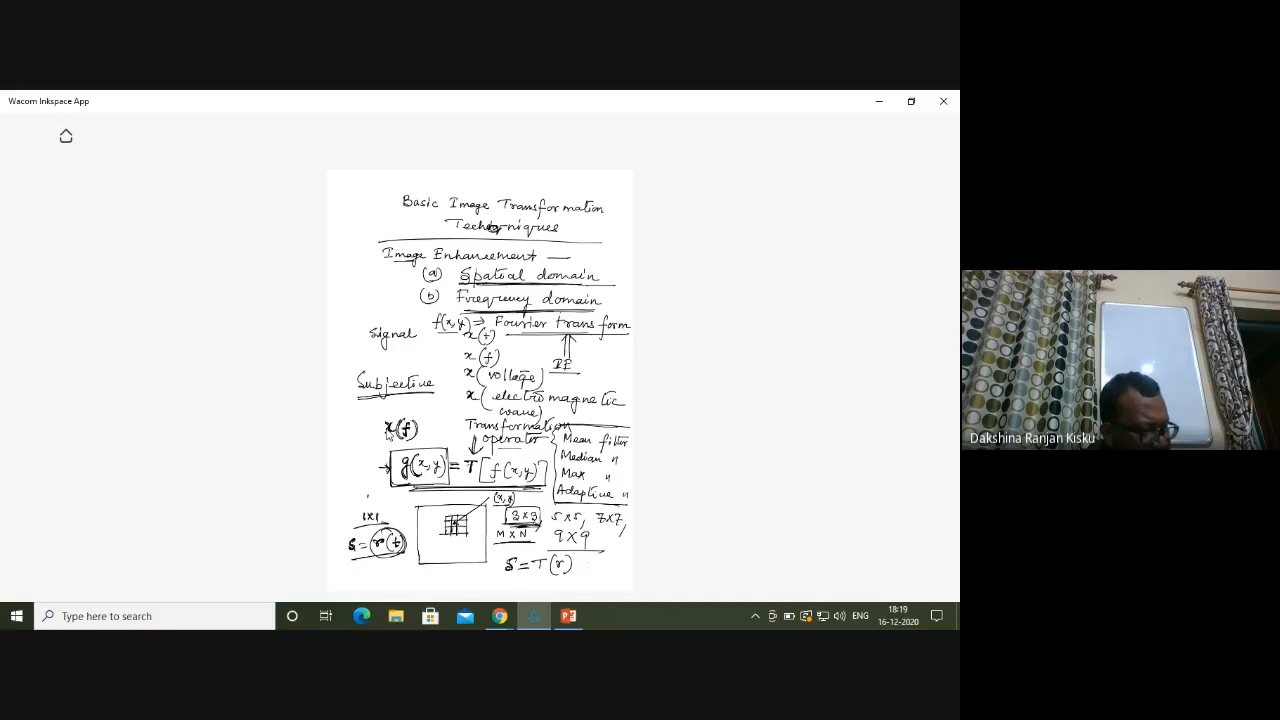 Wacom Inkspace App
Basic Image Transformation
Techniques
Image Enhancement —
(a) Spatial domain
(b) Frequency domain
f(x,y) ⇒ Fourier transform
Signal x(t)
x(f)
IE
x(voltage)
Subjective
x(electromagnetic
wave)
x(f)
Transformation
operator
Mean filter
Median "
Max "
Adaptive "
→ g(x,y) = T[f(x,y)]
(x,y)
1x1
3x3 5x5, 7x7,
M x N 9x9
S = r(t)
S = T(r)
Dakshina Ranjan Kisku
Type here to search
ENG
18:19
16-12-2020